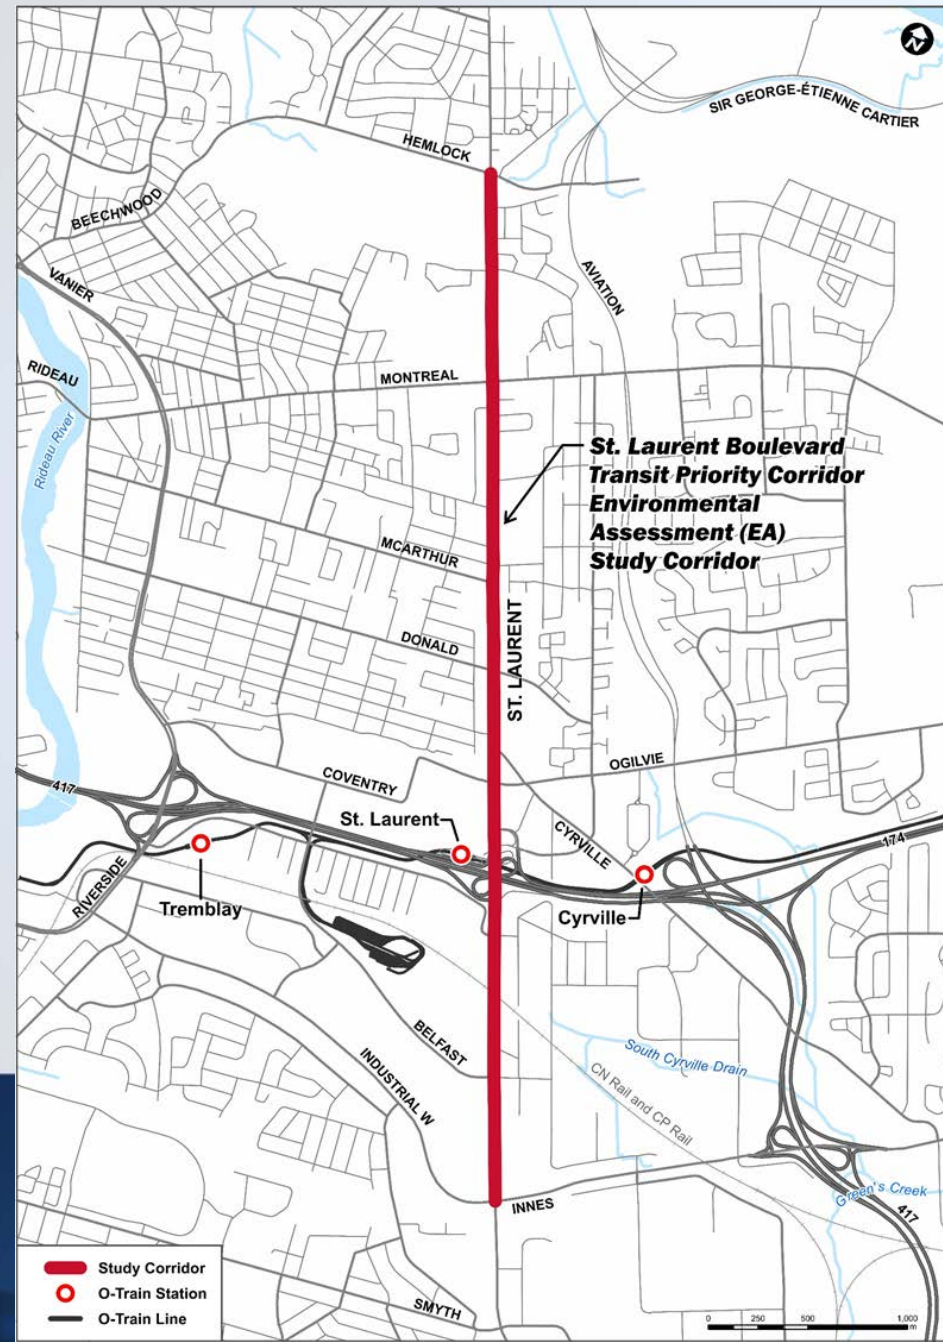 N
SIR GEORGE-ÉTIENNE CARTIER
HEMLOCK
BEECHWOOD
VANIER
AVIATION
RIDEAU
MONTREAL
Rideau River
St. Laurent Boulevard
Transit Priority Corridor
Environmental
Assessment (EA)
Study Corridor
MCARTHUR
DONALD
ST. LAURENT
OGILVIE
COVENTRY
417
St. Laurent
CYRVILLE
174
RIVERSIDE
Tremblay
Cyrville
BELFAST
INDUSTRIAL W
South Cyrville Drain
CN Rail and CP Rail
Green's Creek
INNES
417
Study Corridor
O-Train Station
O-Train Line
SMYTH
0 250 500 1,000
m